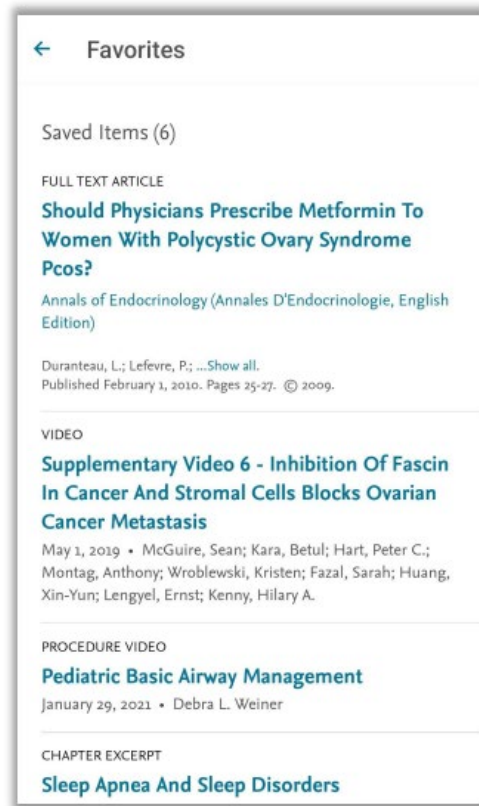 Favorites
Saved Items (6)
FULL TEXT ARTICLE
Should Physicians Prescribe Metformin To
Women With Polycystic Ovary Syndrome
Pcos?
Annals of Endocrinology (Annales D'Endocrinologie, English
Edition)
Duranteau, L.; Lefevre, P.; ...Show all.
Published February 1, 2010. Pages 25-27. © 2009.
VIDEO
Supplementary Video 6 - Inhibition Of Fascin
In Cancer And Stromal Cells Blocks Ovarian
Cancer Metastasis
May 1, 2019 • McGuire, Sean; Kara, Betul; Hart, Peter C.;
Montag, Anthony; Wroblewski, Kristen; Fazal, Sarah; Huang,
Xin-Yun; Lengyel, Ernst; Kenny, Hilary A.
PROCEDURE VIDEO
Pediatric Basic Airway Management
January 29, 2021 • Debra L. Weiner
CHAPTER EXCERPT
Sleep Apnea And Sleep Disorders